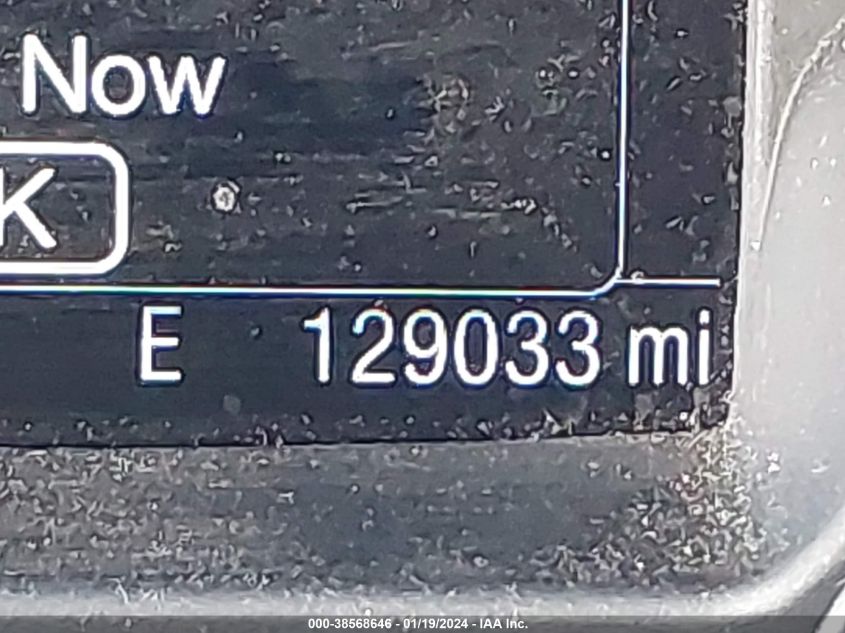 Now
K
E 129033 mi
000-38568646 - 01/19/2024 - IAA Inc.